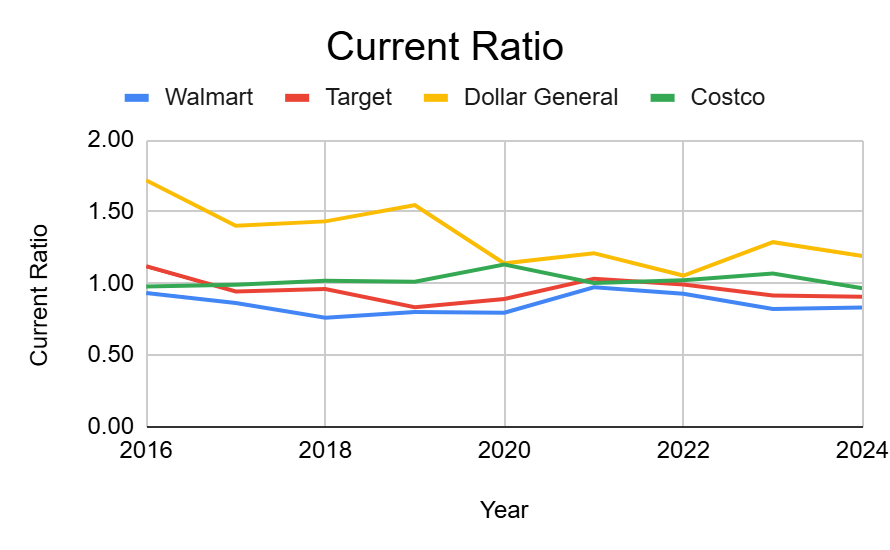 Current Ratio
Walmart Target Dollar General Costco
2.00
1.50
1.00
0.50
0.00
Current Ratio
2016 2018 2020 2022 2024
Year